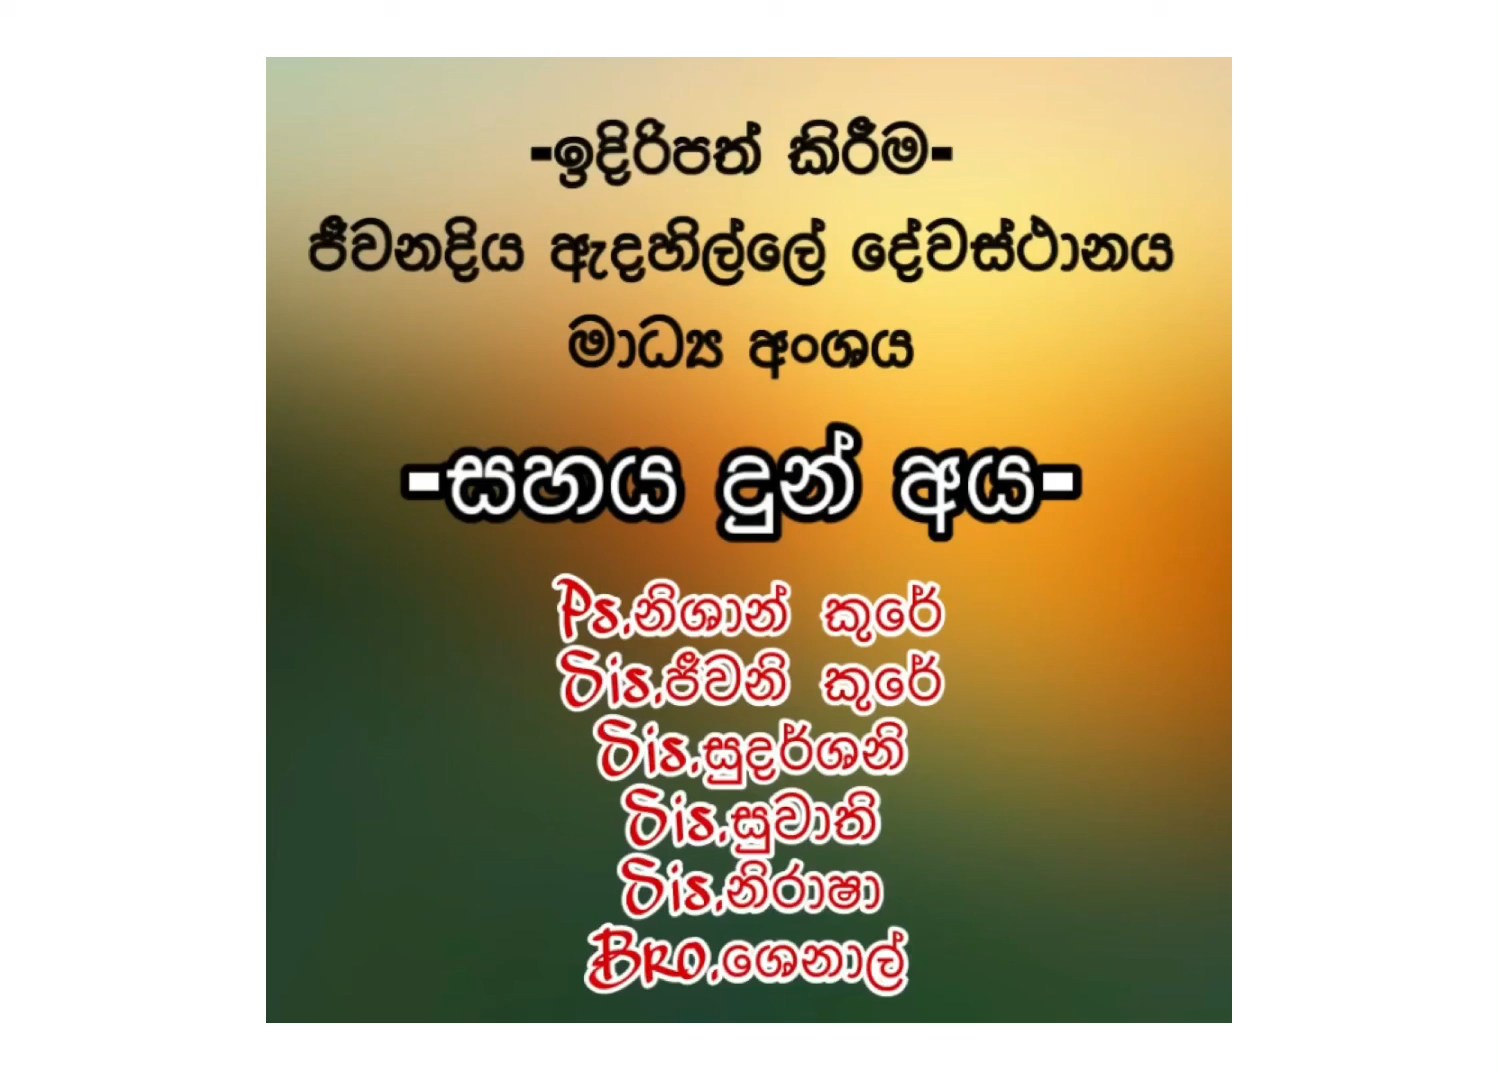 -ඉදිරිපත් කිරීම-
ජීවනදිය ඇදහිල්ලේ දේවස්ථානය
මාධ්‍ය අංශය
-සහය දුන් අය-
Ps.නිශාන් කුරේ
Sis.ජීවනි කුරේ
Sis.සුදර්ශනි
Sis.සුවාති
Sis.නිරාෂා
Bro.ශෙනාල්